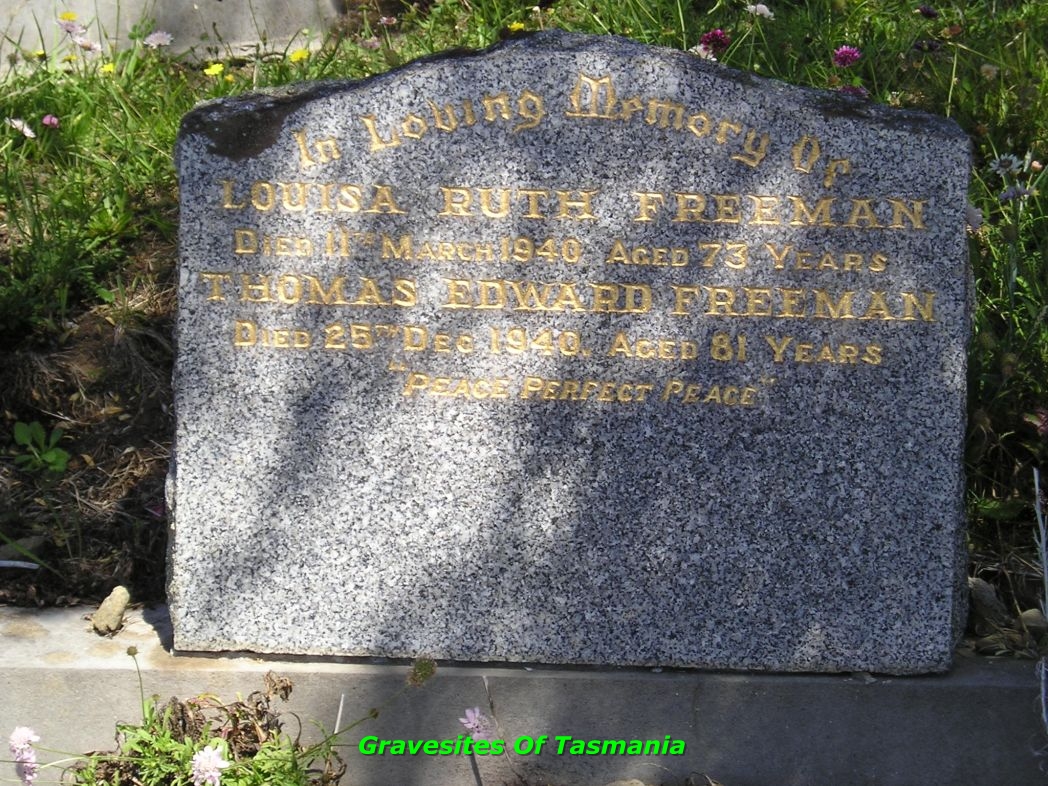 In Loving Memory Of
LOUISA RUTH FREEMAN
DIED 11TH MARCH 1940 AGED 73 YEARS
THOMAS EDWARD FREEMAN
DIED 25TH DEC 1940. AGED 81 YEARS
"PEACE PERFECT PEACE"
Gravesites Of Tasmania